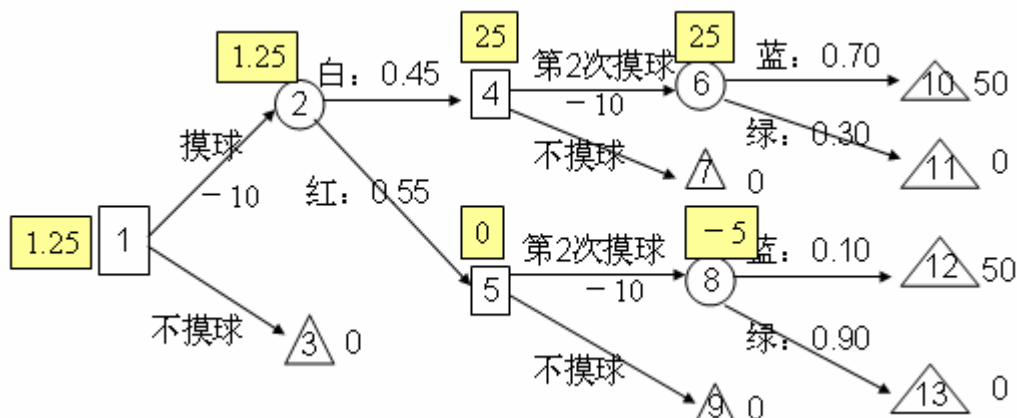 25
25
1.25
白：0.45
第2次摸球
蓝：0.70
2
4
－10
6
10 50
摸球
不摸球
绿：0.30
－10
红：0.55
7 0
11 0
1.25
1
0
－5
第2次摸球
蓝：0.10
5
－10
8
12 50
不摸球
3 0
不摸球
绿：0.90
9 0
13 0